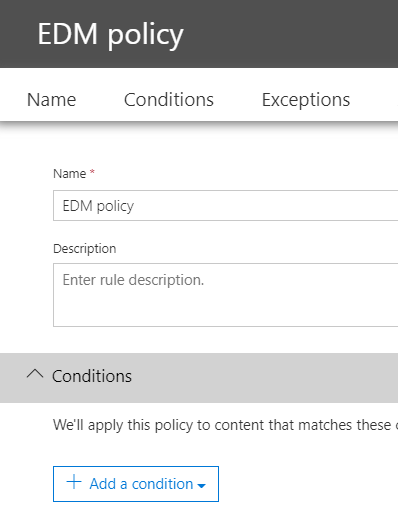 EDM policy
Name Conditions Exceptions
Name *
EDM policy
Description
Enter rule description.
Conditions
We'll apply this policy to content that matches these
+ Add a condition